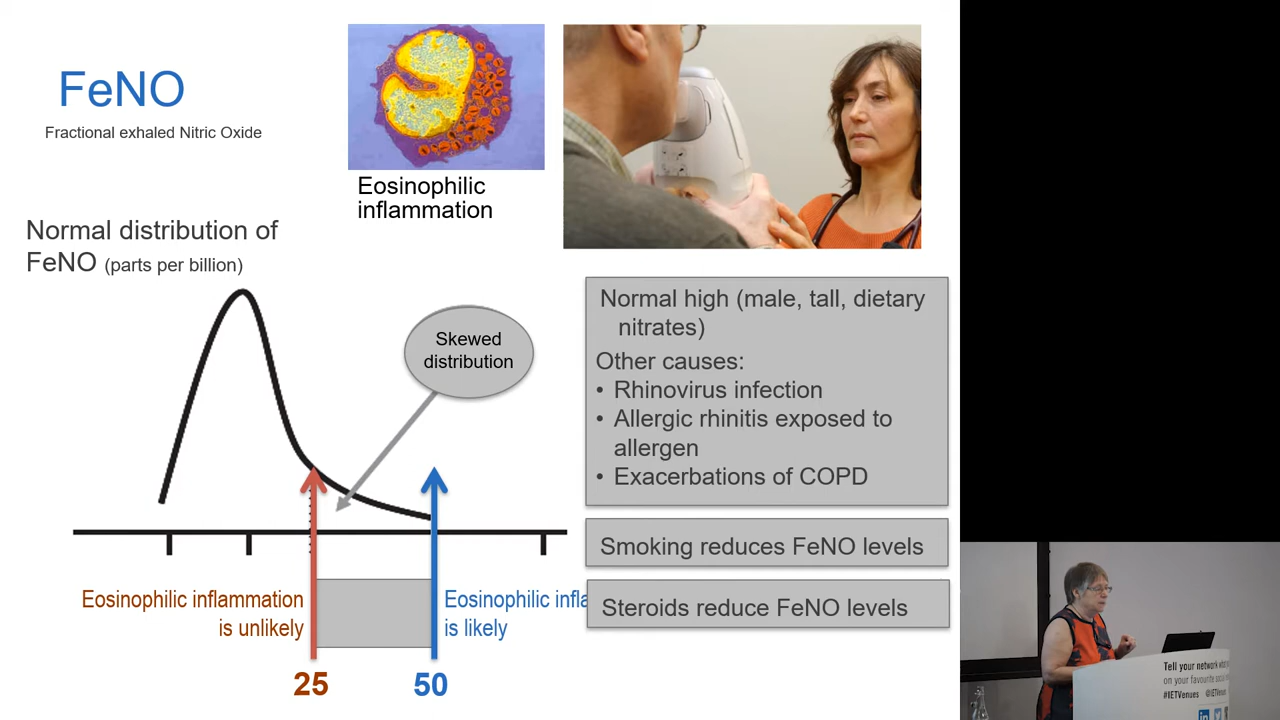 FeNO
Fractional exhaled Nitric Oxide
Eosinophilic
inflammation
Normal distribution of
FeNO (parts per billion)
Skewed
distribution
Normal high (male, tall, dietary
nitrates)
Other causes:
• Rhinovirus infection
• Allergic rhinitis exposed to
allergen
• Exacerbations of COPD
Smoking reduces FeNO levels
Steroids reduce FeNO levels
Eosinophilic inflammation
is unlikely
Eosinophilic infla
is likely
25
50
Tell your network
on your favourite
#IETVenues @IETVenues